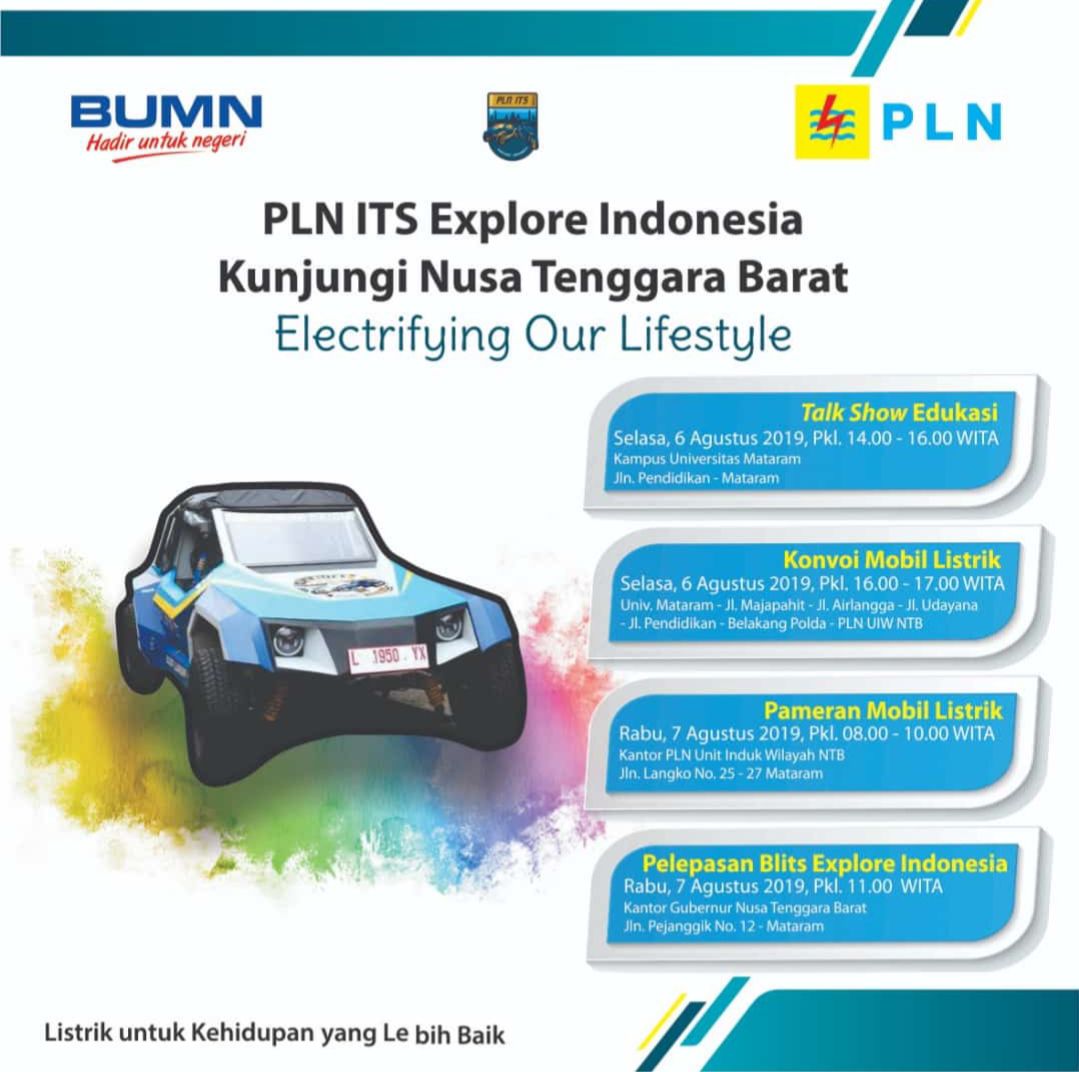 BUMN
Hadir untuk negeri
PLN ITS
PLN
PLN ITS Explore Indonesia
Kunjungi Nusa Tenggara Barat
Electrifying Our Lifestyle
Talk Show Edukasi
Selasa, 6 Agustus 2019, Pkl. 14.00 - 16.00 WITA
Kampus Universitas Mataram
Jln. Pendidikan - Mataram
Konvoi Mobil Listrik
Selasa, 6 Agustus 2019, Pkl. 16.00 - 17.00 WITA
Univ, Mataram - Jl. Majapahit - Jl. Airlangga - Jl. Udayana
- Jl. Pendidikan - Belakang Polda - PLN UIW NTB
L 1950 YX
Pameran Mobil Listrik
Rabu, 7 Agustus 2019, Pkl. 08.00 - 10.00 WITA
Kantor PLN Unit Induk Wilayah NTB
Jln. Langko No. 25 - 27 Mataram
Pelepasan Blits Explore Indonesia
Rabu, 7 Agustus 2019, Pkl. 11.00 WITA
Kantor Gubernur Nusa Tenggara Barat
Jln. Pejanggik No. 12 - Mataram
Listrik untuk Kehidupan yang Le bih Baik